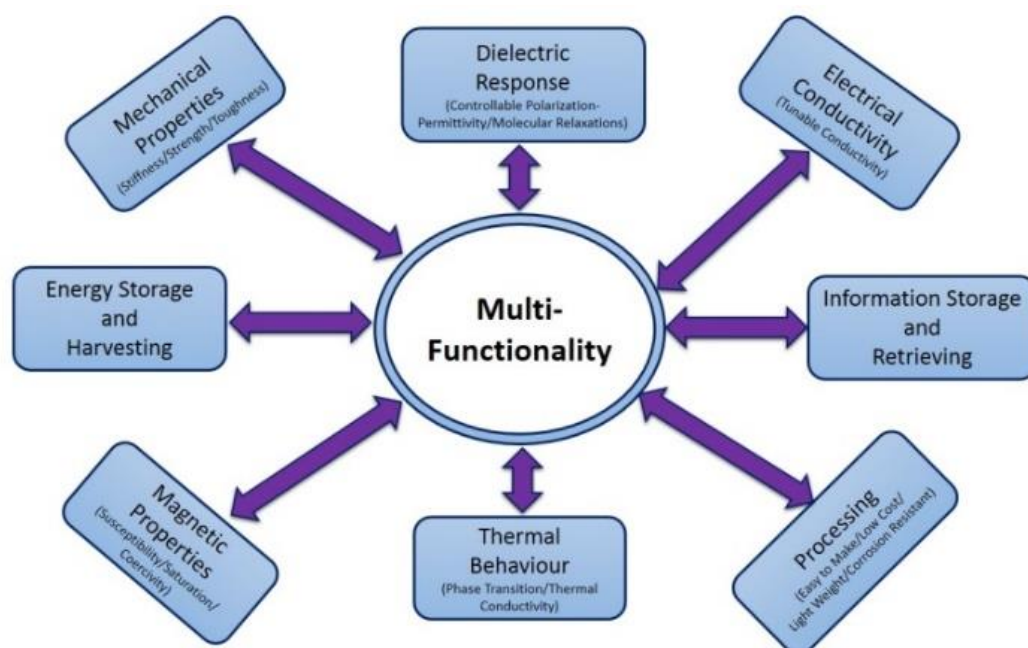 Mechanical
Properties
(Stiffness/Strength/Toughness)
Dielectric
Response
(Controllable Polarization-
Permittivity/Molecular Relaxations)
Electrical
Conductivity
(Tunable Conductivity)
Energy Storage
and
Harvesting
Multi-
Functionality
Information Storage
and
Retrieving
Magnetic
Properties
(Susceptibility/Saturation/
Coercivity)
Thermal
Behaviour
(Phase Transition/Thermal
Conductivity)
Processing
(Easy to Make/Low Cost/
Light Weight/Corrosion Resistant)